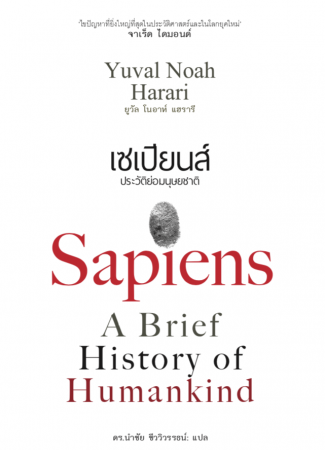 "ไขปัญหาที่ยิ่งใหญ่ที่สุดในประวัติศาสตร์และในโลกยุคใหม่"
จาเร็ด ไดมอนด์
Yuval Noah
Harari
ยูวัล โนอาห์ แฮรารี
เซเปียนส์
ประวัติย่อมนุษยชาติ
Sapiens
A Brief
History of
Humankind
ดร.นำชัย ชีววิวรรธน์: แปล